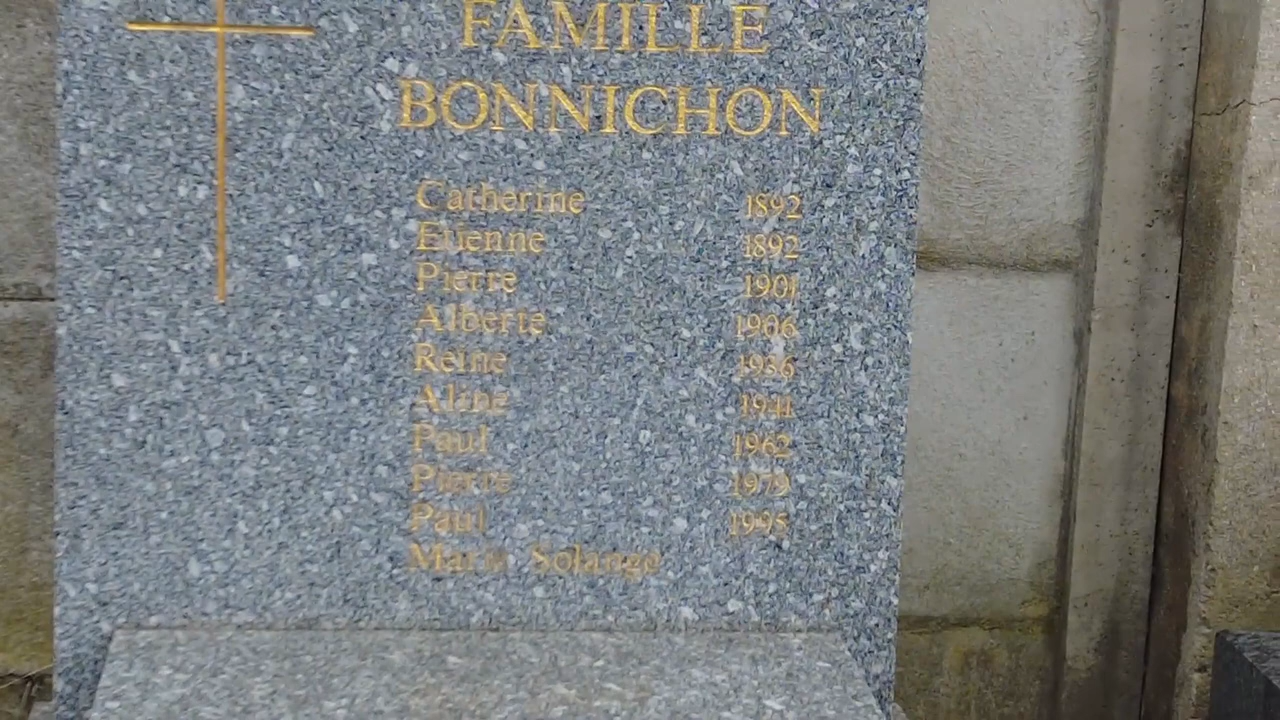 FAMILLE
BONNICHON
Catherine 1892
Etienne 1892
Pierre 1901
Alberte 1906
Reine 1936
Aline 1941
Paul 1962
Pierre 1979
Paul 1995
Marie Solange